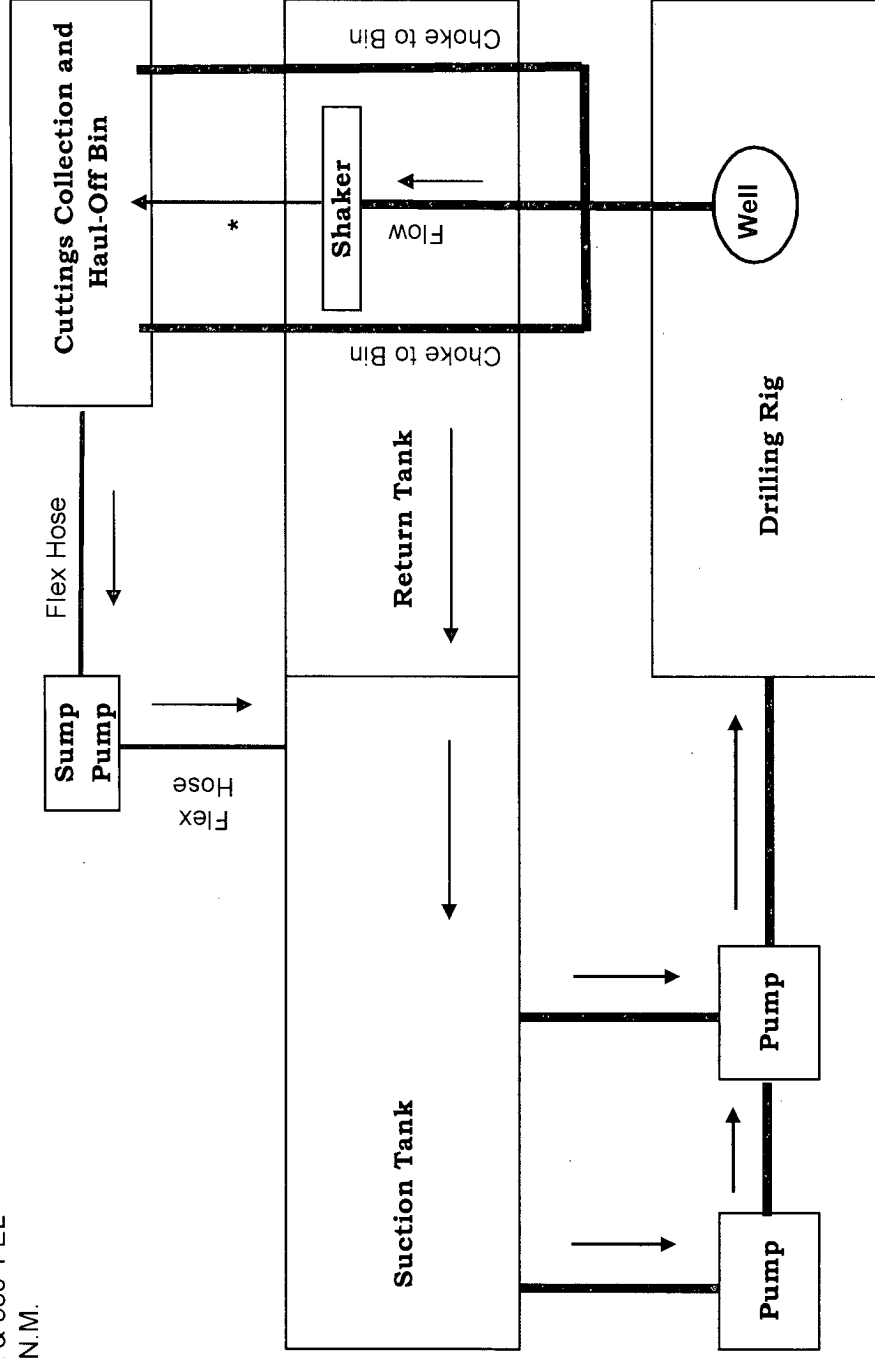 Cuttings Collection and
Haul-Off Bin
Choke to Bin
Choke to Bin
Shaker
*
Flow
Well
Flex Hose
Sump
Pump
Flex
Hose
Return Tank
Drilling Rig
Suction Tank
Pump
Pump
N.M.